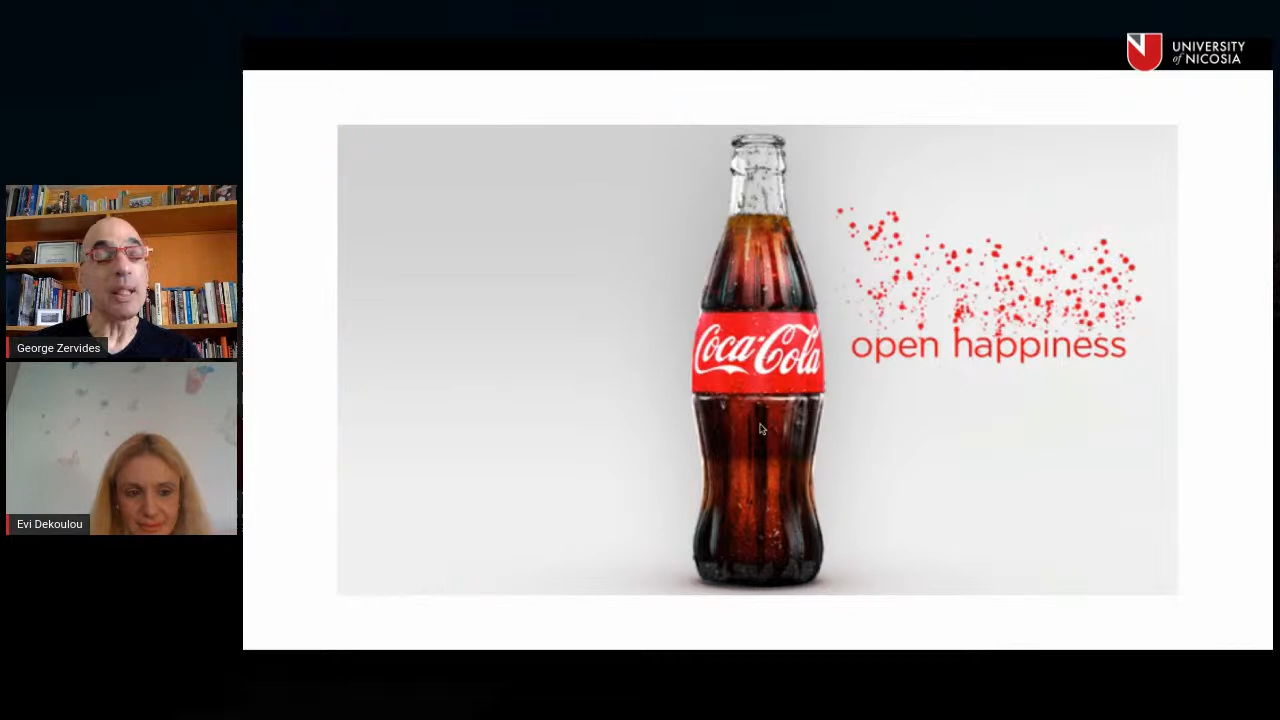 UNIVERSITY
of NICOSIA
George Zervides
Evi Dekoulou
Coca-Cola
open happiness